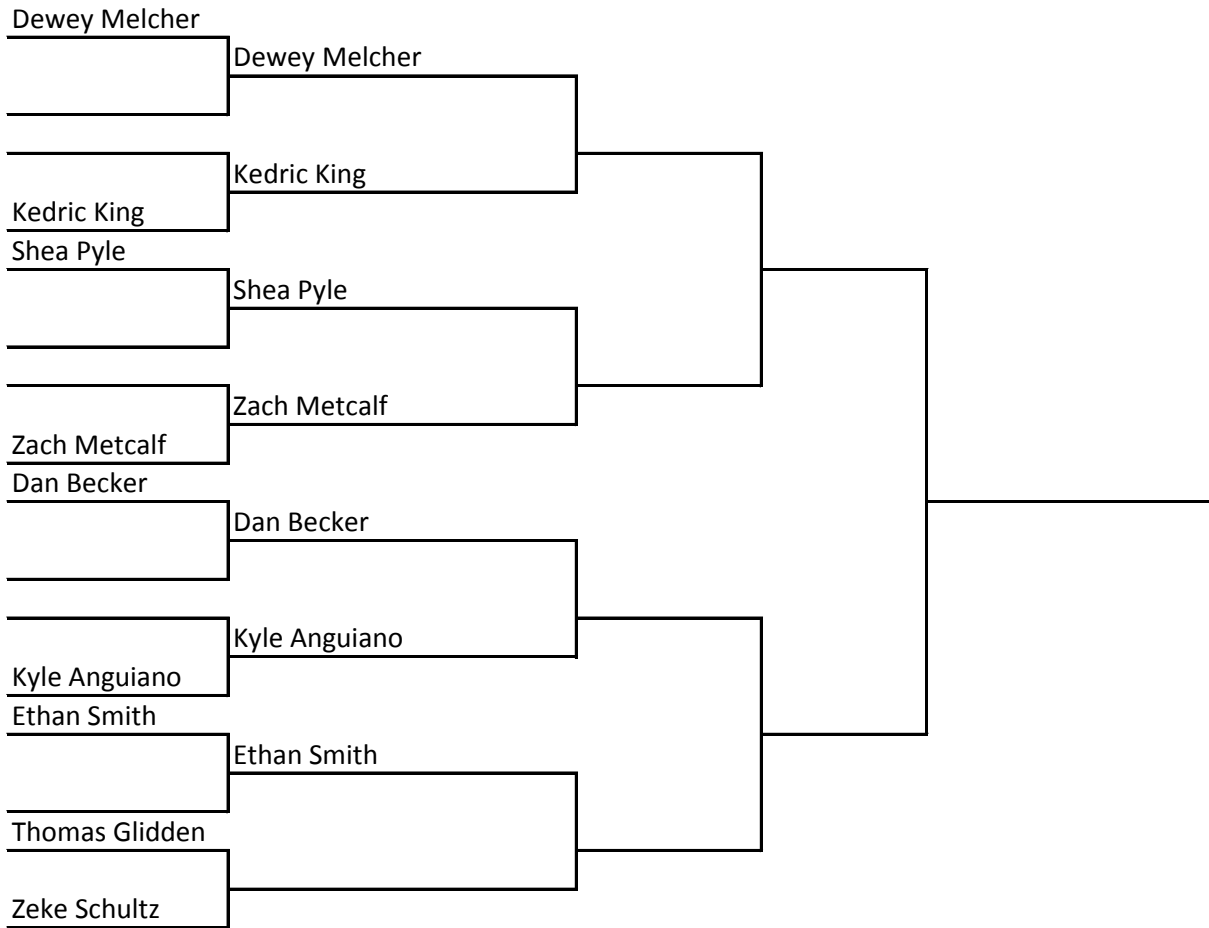 Dewey Melcher
Dewey Melcher
Kedric King
Kedric King
Shea Pyle
Shea Pyle
Zach Metcalf
Zach Metcalf
Dan Becker
Dan Becker
Kyle Anguiano
Kyle Anguiano
Ethan Smith
Ethan Smith
Thomas Glidden
Zeke Schultz